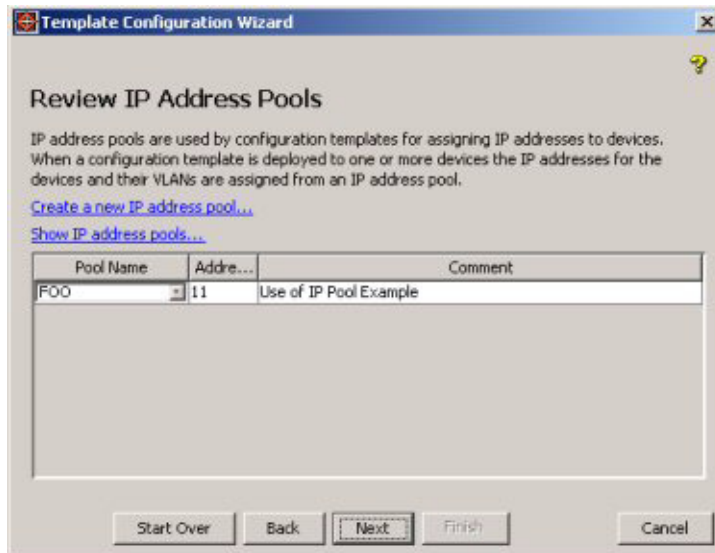 Template Configuration Wizard
Review IP Address Pools
IP address pools are used by configuration templates for assigning IP addresses to devices.
When a configuration template is deployed to one or more devices the IP addresses for the
devices and their VLANs are assigned from an IP address pool.
Create a new IP address pool...
Show IP address pools...
Pool Name Addre... Comment
FOO 11 Use of IP Pool Example
Start Over Back Next Finish Cancel